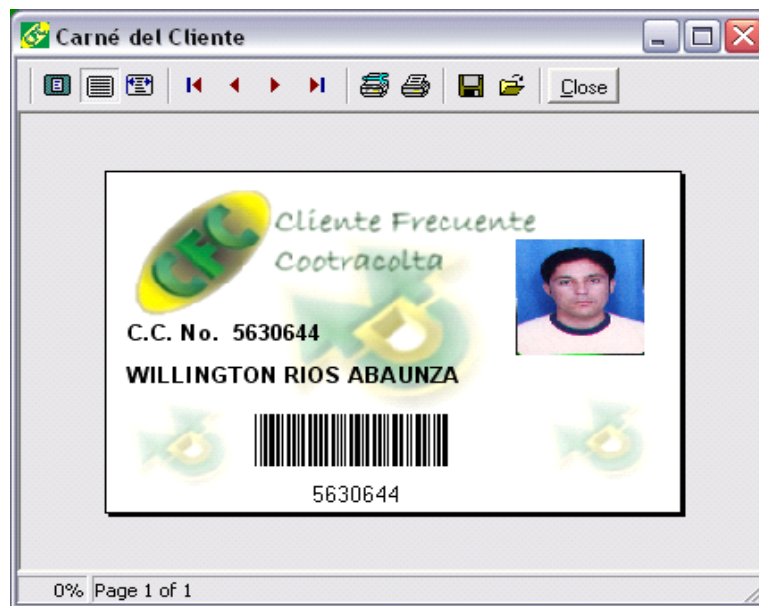 Carné del Cliente
Close
CFC
Cliente Frecuente
Cootracolta
C.C. No. 5630644
WILLINGTON RIOS ABAUNZA
5630644
0% Page 1 of 1